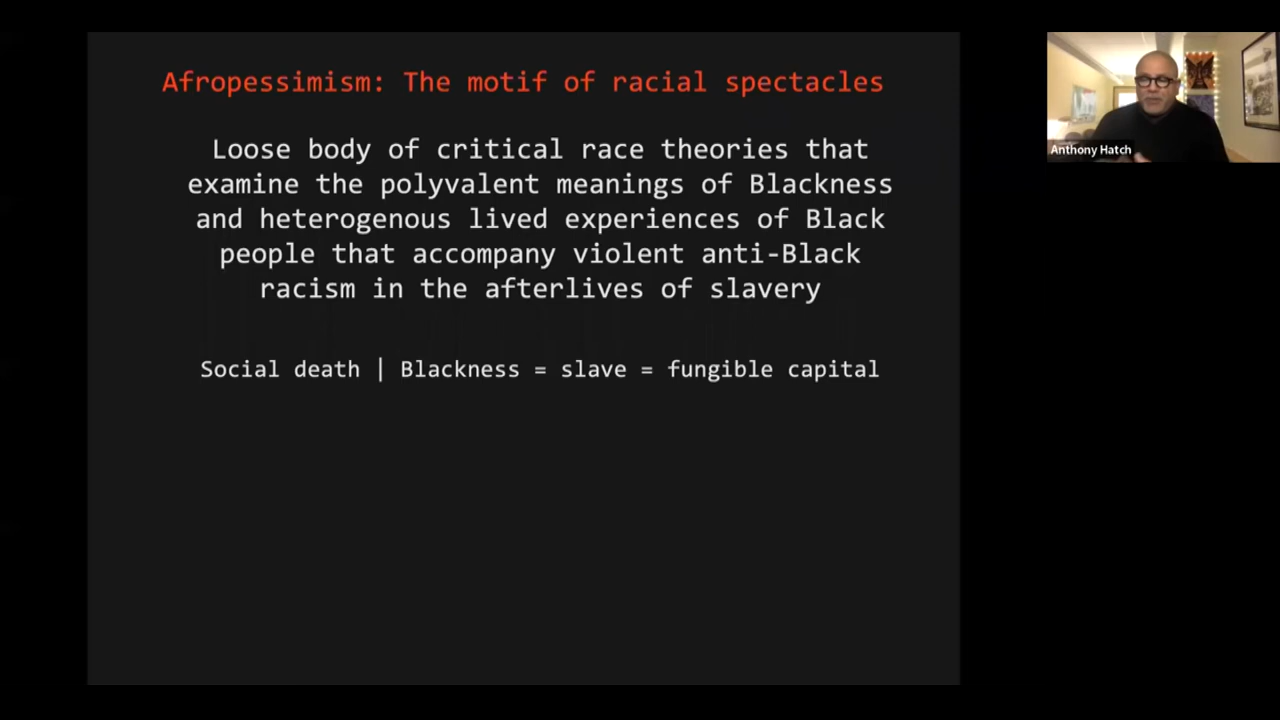 Afropessimism: The motif of racial spectacles
Loose body of critical race theories that
examine the polyvalent meanings of Blackness
and heterogenous lived experiences of Black
people that accompany violent anti-Black
racism in the afterlives of slavery
Social death | Blackness = slave = fungible capital
Anthony Hatch